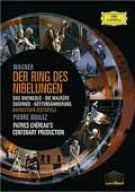 WAGNER
DER RING DES
NIBELUNGEN
DAS RHEINGOLD · DIE WALKÜRE
SIEGFRIED · GÖTTERDÄMMERUNG
BAYREUTHER FESTSPIELE
PIERRE BOULEZ
PATRICE CHÉREAU'S
CENTENARY PRODUCTION